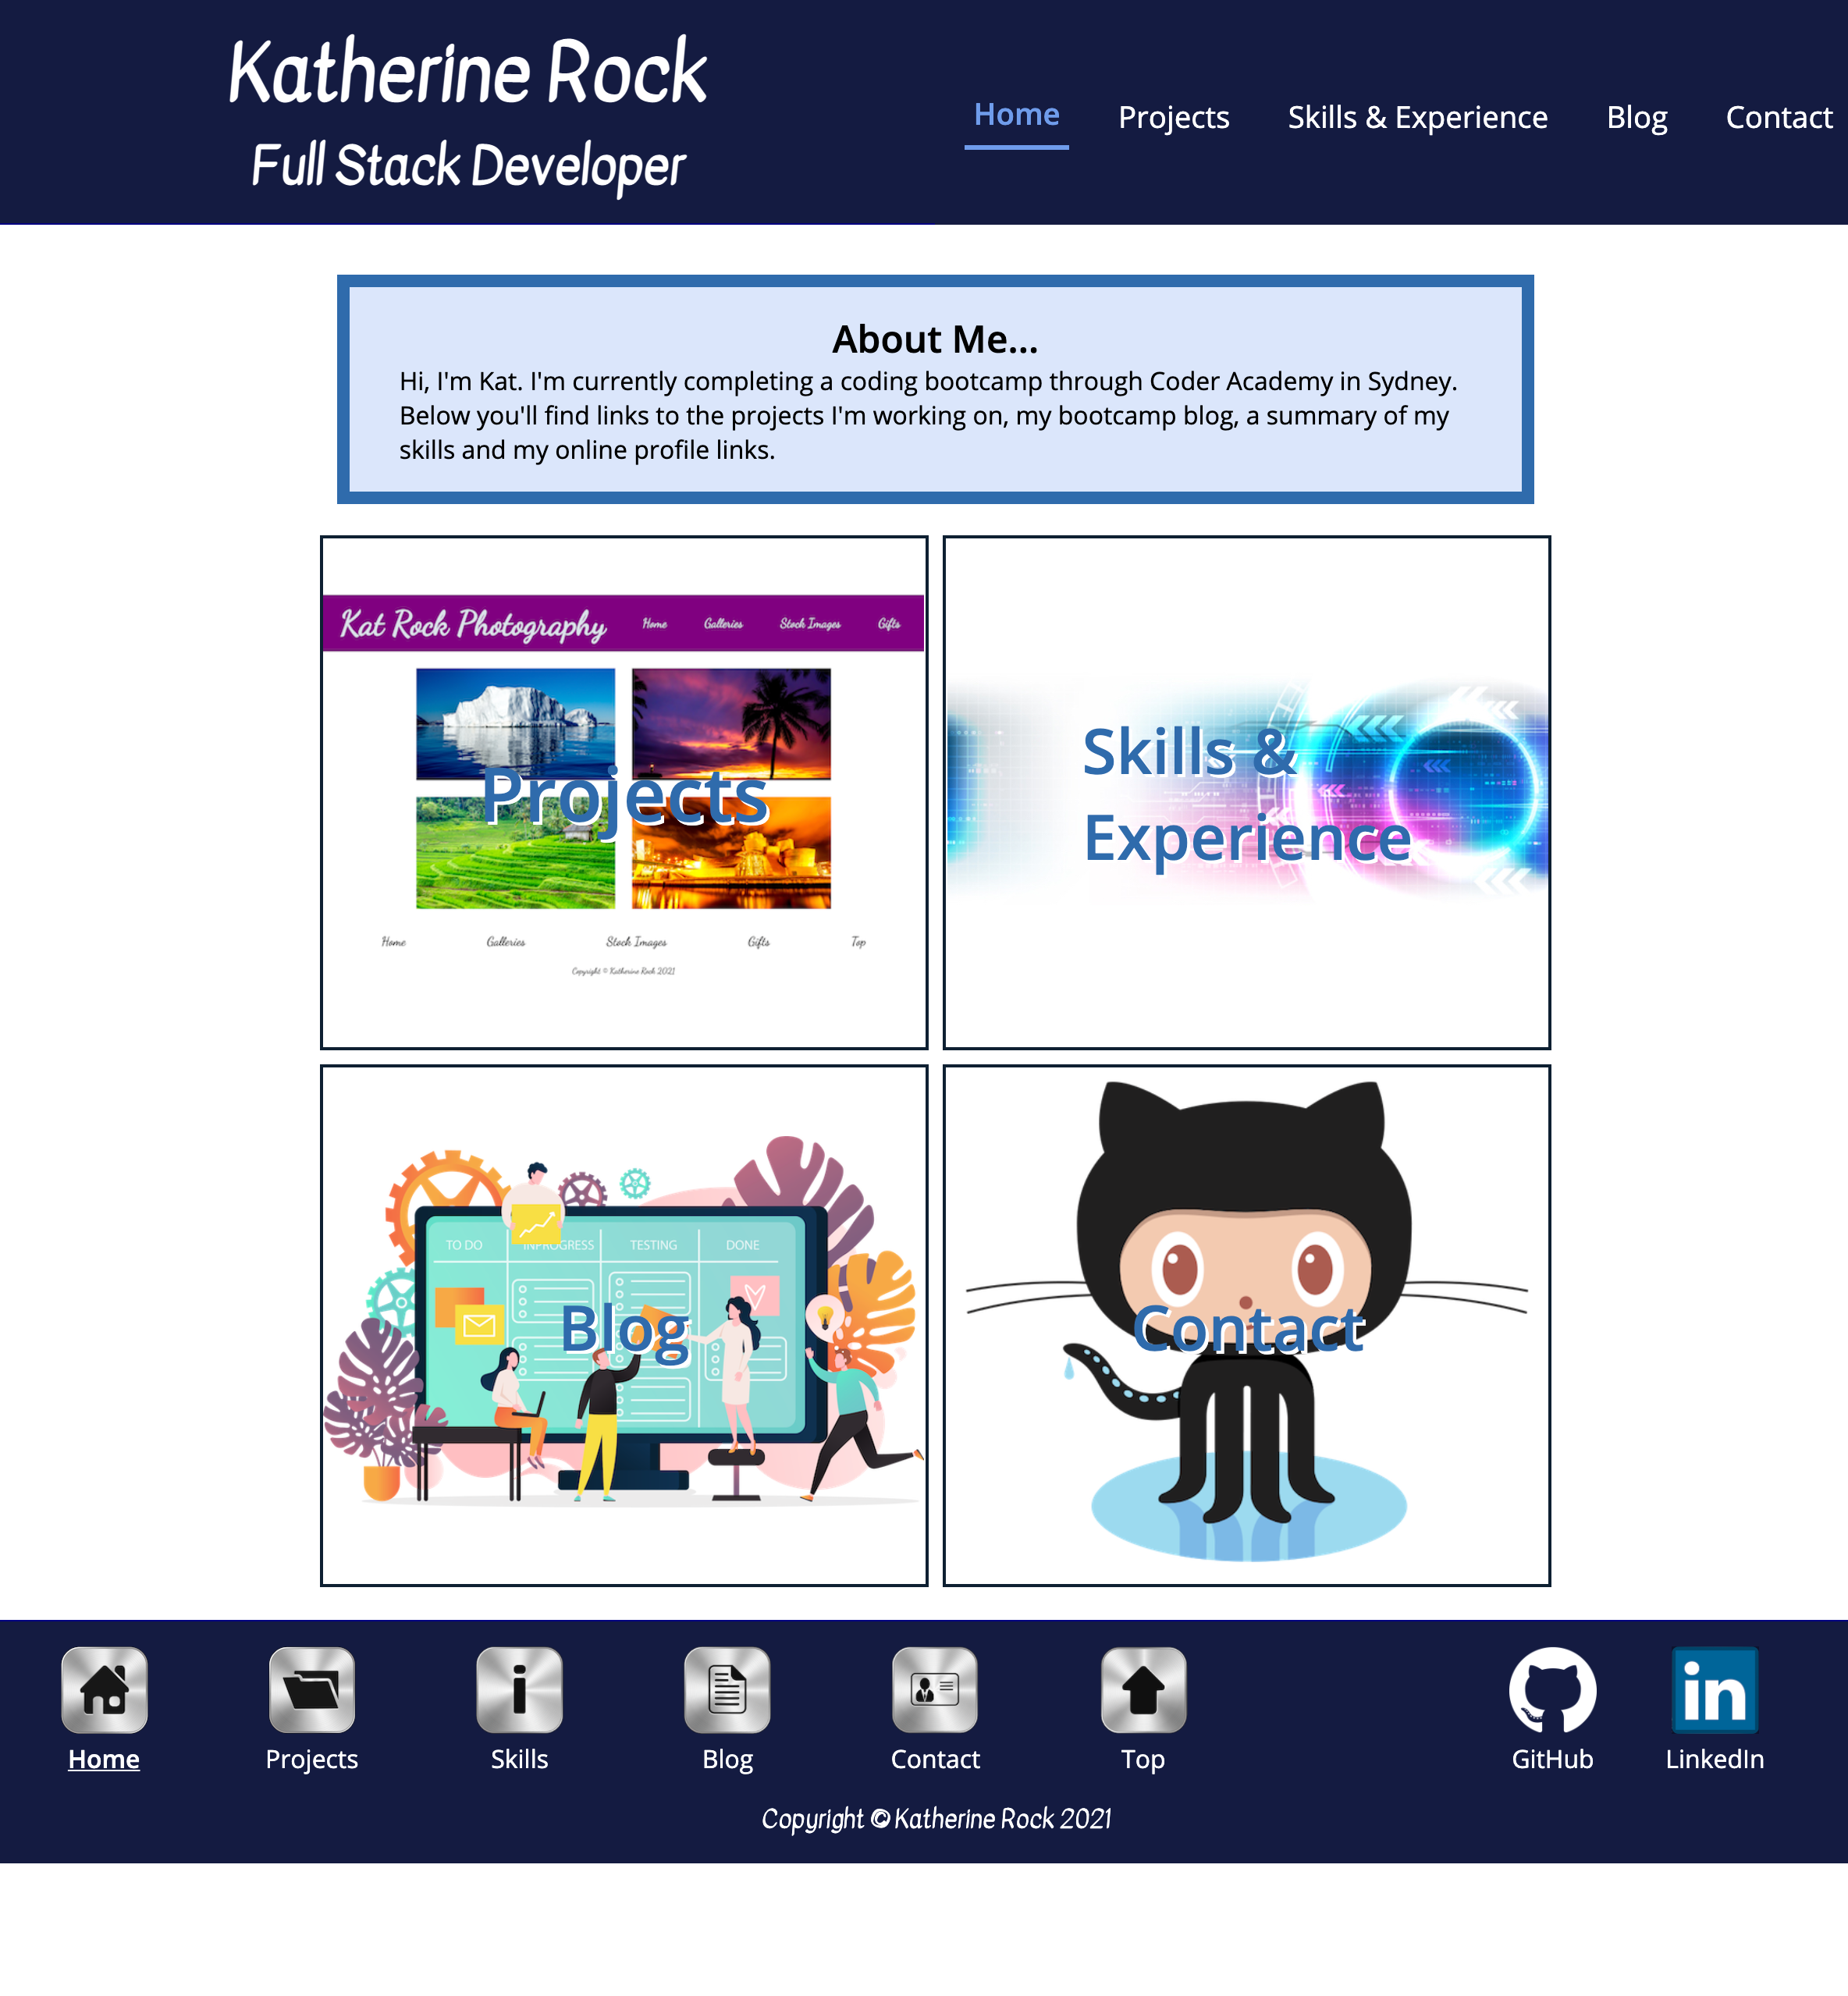 Katherine Rock
Full Stack Developer
Home Projects Skills & Experience Blog Contact
About Me...
Hi, I'm Kat. I'm currently completing a coding bootcamp through Coder Academy in Sydney.
Below you'll find links to the projects I'm working on, my bootcamp blog, a summary of my
skills and my online profile links.
Kat Rock Photography Home Galleries Stock Images Gifts
Projects
Home Galleries Stock Images Gifts Top
Copyright © Katherine Rock 2021
Skills &
Experience
TO DO INPROGRESS TESTING DONE
Blog
Contact
in
Home Projects Skills Blog Contact Top GitHub LinkedIn
Copyright © Katherine Rock 2021